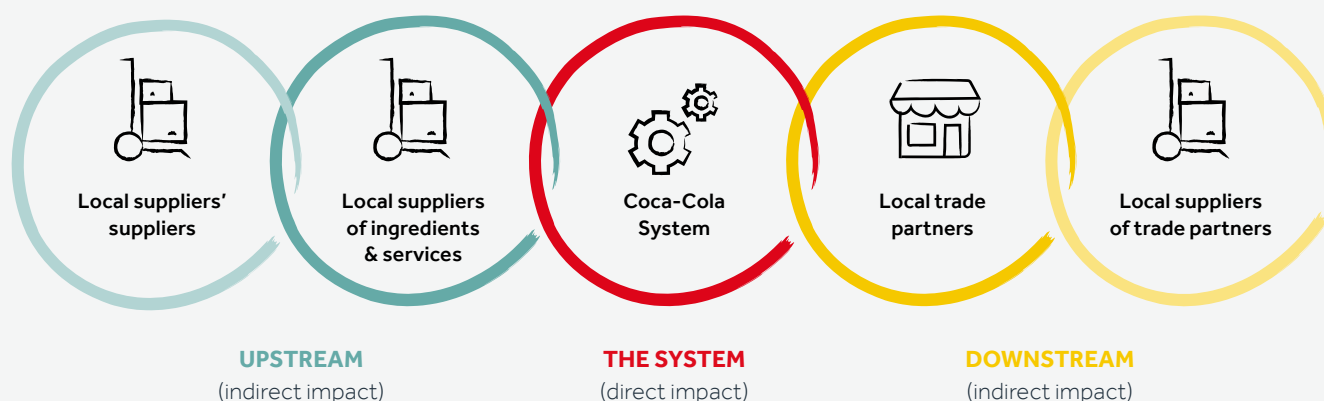 Local suppliers’
suppliers
Local suppliers
of ingredients
& services
Coca-Cola
System
Local trade
partners
Local suppliers
of trade partners
UPSTREAM
(indirect impact)
THE SYSTEM
(direct impact)
DOWNSTREAM
(indirect impact)